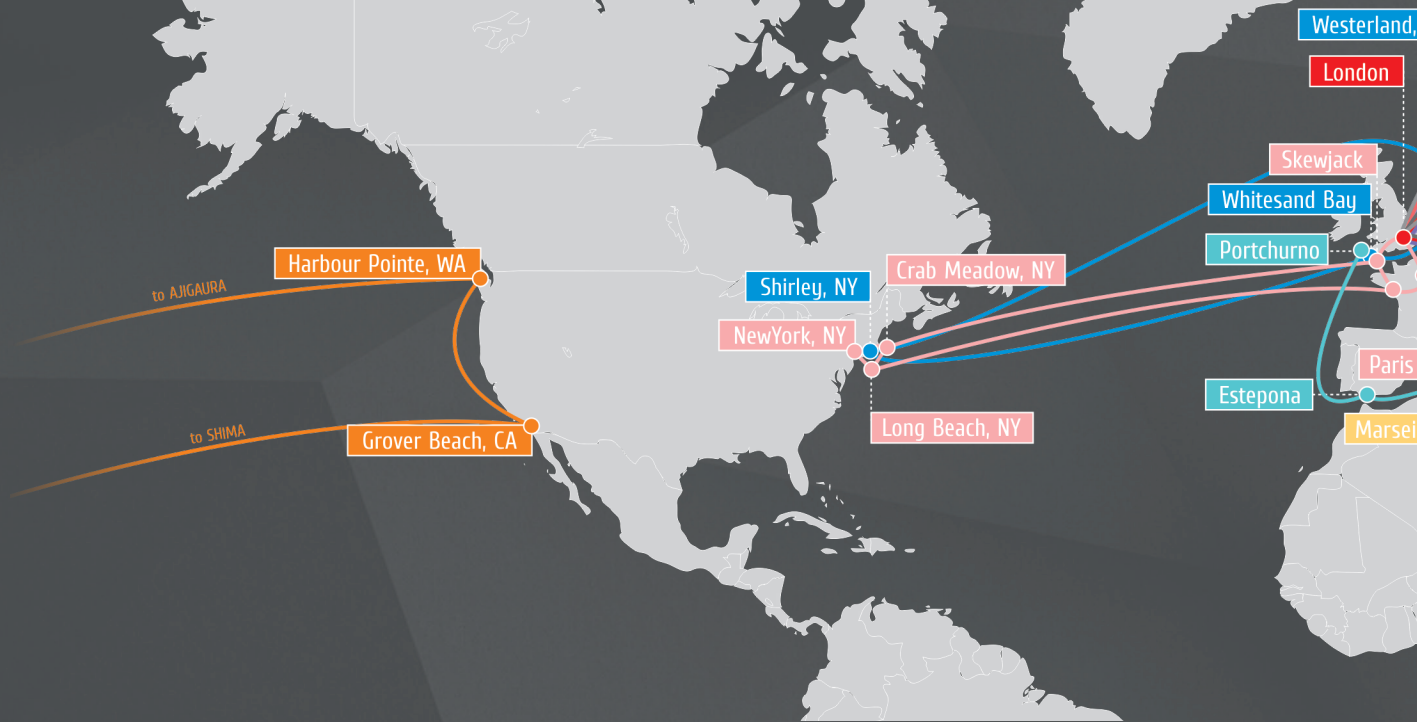 Westerland,
London
Skewjack
Whitesand Bay
Portchurno
Harbour Pointe, WA
Crab Meadow, NY
Shirley, NY
to AJIGAURA
NewYork, NY
Paris
Estepona
Long Beach, NY
Marsei
to SHIMA
Grover Beach, CA